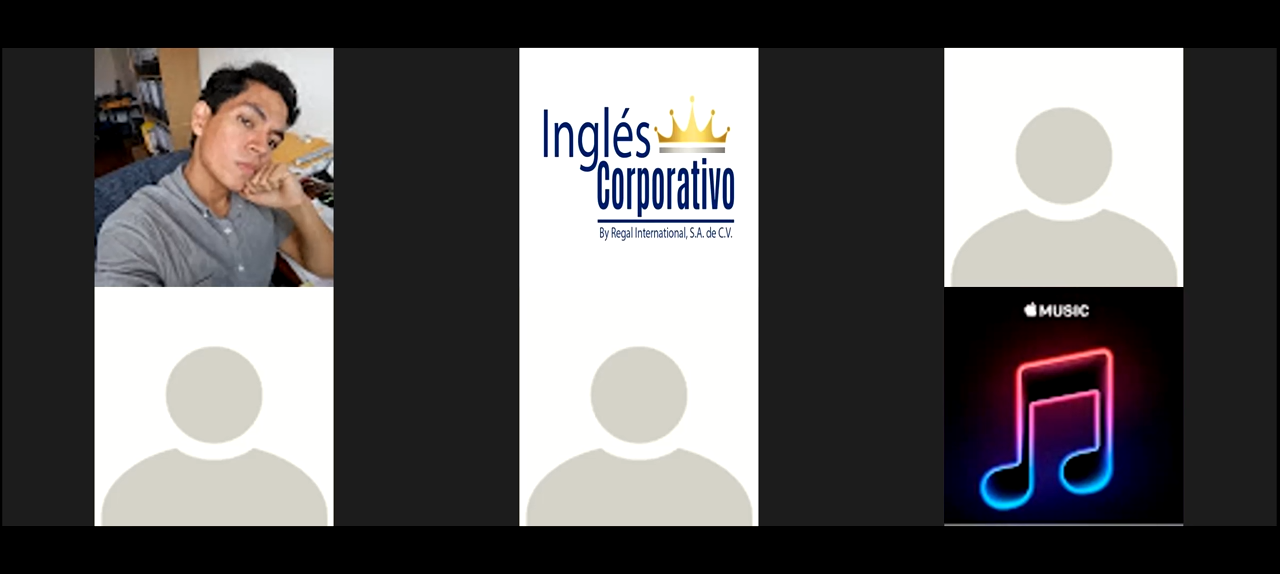 Inglés
Corporativo
By Regal International, S.A. de C.V.
MUSIC